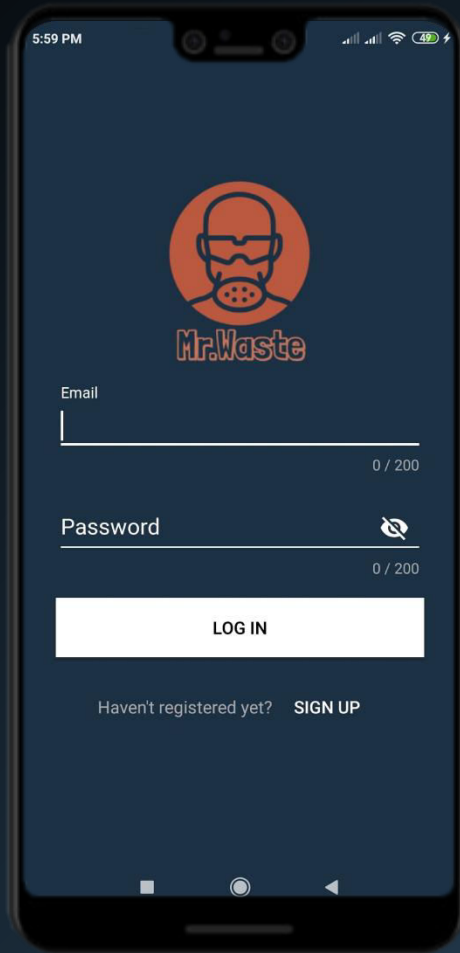 5:59 PM 49
Mr.Waste
Email
0 / 200
Password
0 / 200
LOG IN
Haven't registered yet? SIGN UP